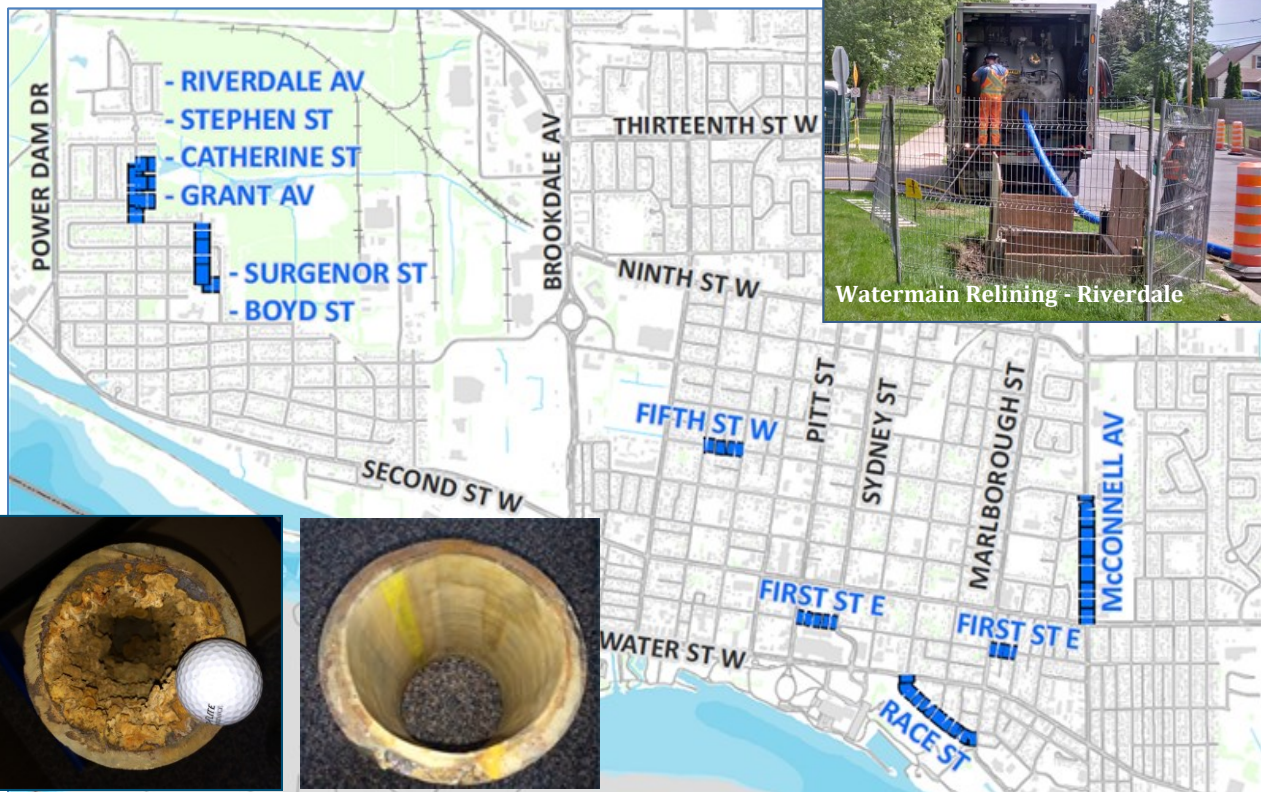 - RIVERDALE AV
- STEPHEN ST
- CATHERINE ST
- GRANT AV
- SURGENOR ST
- BOYD ST
POWER DAM DR
BROOKDALE AV
THIRTEENTH ST W
Watermain Relining - Riverdale
NINTH ST W
FIFTH ST W
PITT ST
SYDNEY ST
MARLBOROUGH ST
McCONNELL AV
SECOND ST W
FIRST ST E
FIRST ST E
WATER ST W
RACE ST